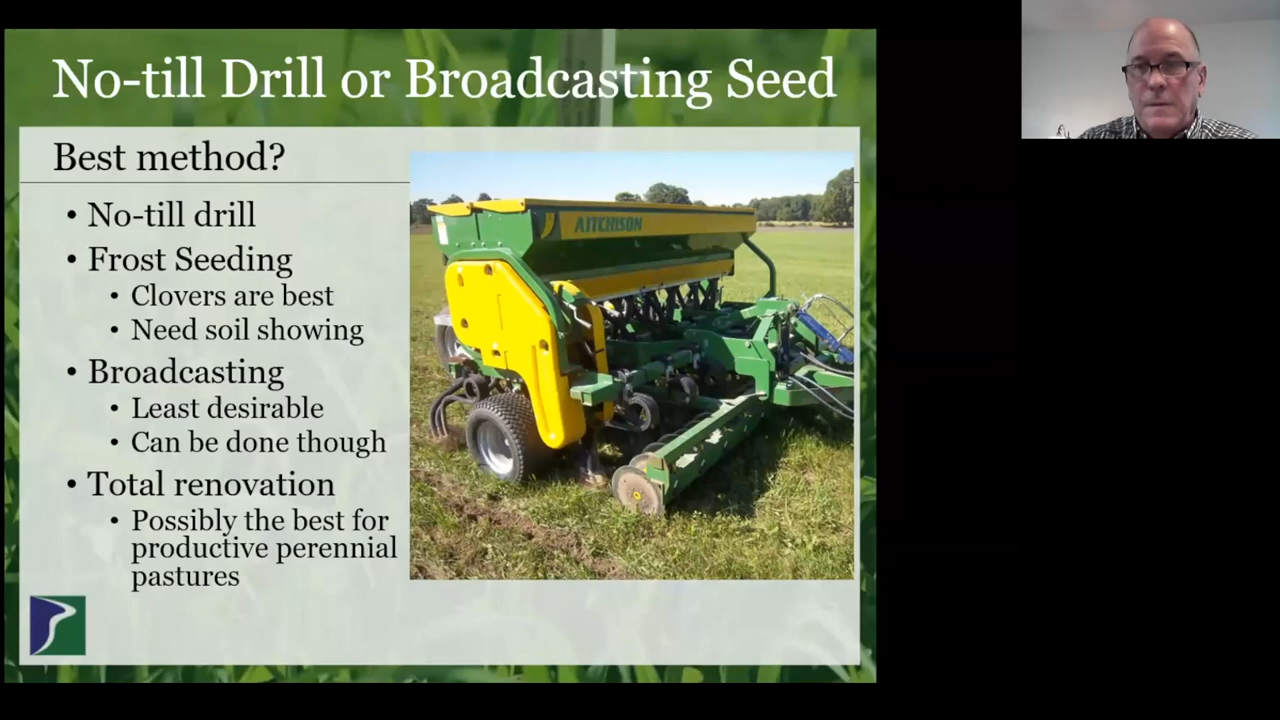 No-till Drill or Broadcasting Seed
Best method?
• No-till drill
• Frost Seeding
• Clovers are best
• Need soil showing
• Broadcasting
• Least desirable
• Can be done though
• Total renovation
• Possibly the best for
productive perennial
pastures
AITCHISON